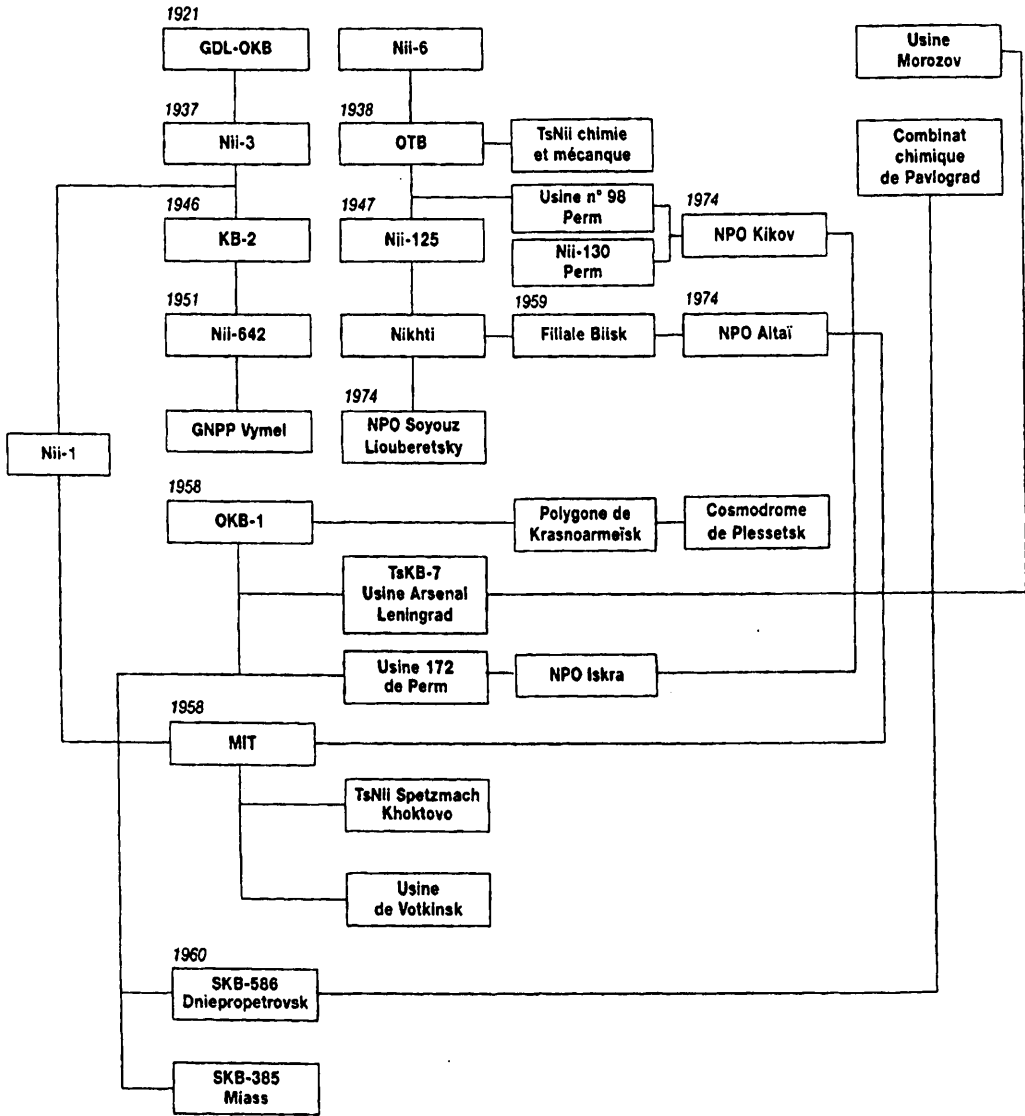 1921
GDL-OKB
Nii-6
Usine
Morozov
1937
Nii-3
1938
OTB
TsNii chimie
et mécanque
Combinat
chimique
de Pavlograd
1946
KB-2
1947
Nii-125
Usine n° 98
Perm
Nii-130
Perm
1974
NPO Kikov
1951
Nii-642
Nikhti
1959
Filiale Biisk
1974
NPO Altaï
GNPP Vymel
1974
NPO Soyouz
Liouberetsky
Nii-1
1958
OKB-1
Polygone de
Krasnoarmeïsk
Cosmodrome
de Plessetsk
TsKB-7
Usine Arsenal
Leningrad
Usine 172
de Perm
NPO Iskra
1958
MIT
TsNii Spetzmach
Khoktovo
Usine
de Votkinsk
1960
SKB-586
Dniepropetrovsk
SKB-385
Miass